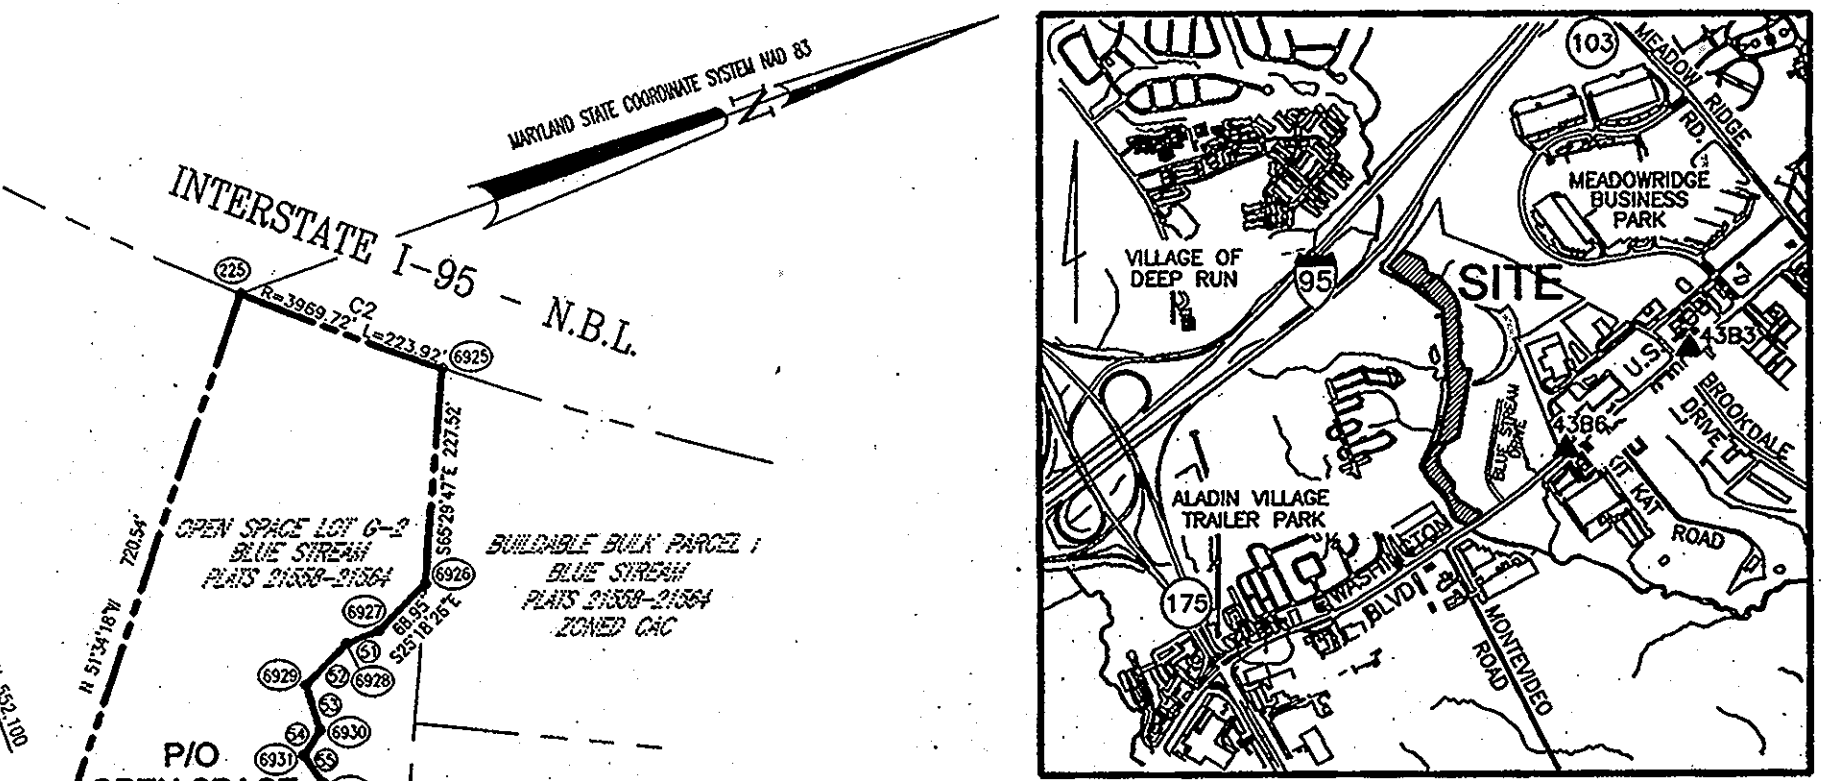 MARYLAND STATE COORDINATE SYSTEM NAD 83
N
INTERSTATE I-95 - N.B.L.
225
C2
R=3969.72' L=223.92'
6925
S65°29'47"E 227.52'
720.54'
N 51°34'18"W
OPEN SPACE LOT G-2
BLUE STREAM
PLATS 21558-21564
BUILDABLE BULK PARCEL I
BLUE STREAM
PLATS 21558-21564
ZONED CAC
6926
6927
68.95'
S25°18'26"E
51
6929
52
6928
53
54
6930
6931
55
P/O
OPEN SPACE
552,100
103
MEADOW RIDGE
RD.
MEADOWRIDGE
BUSINESS
PARK
VILLAGE OF
DEEP RUN
95
SITE
43B3
U.S.
BLUE STREAM
DRIVE
43B6
BROOKDALE
DRIVE
KIT KAT
ROAD
ALADIN VILLAGE
TRAILER PARK
WASHINGTON
BLVD
175
MONTEVIDEO
ROAD